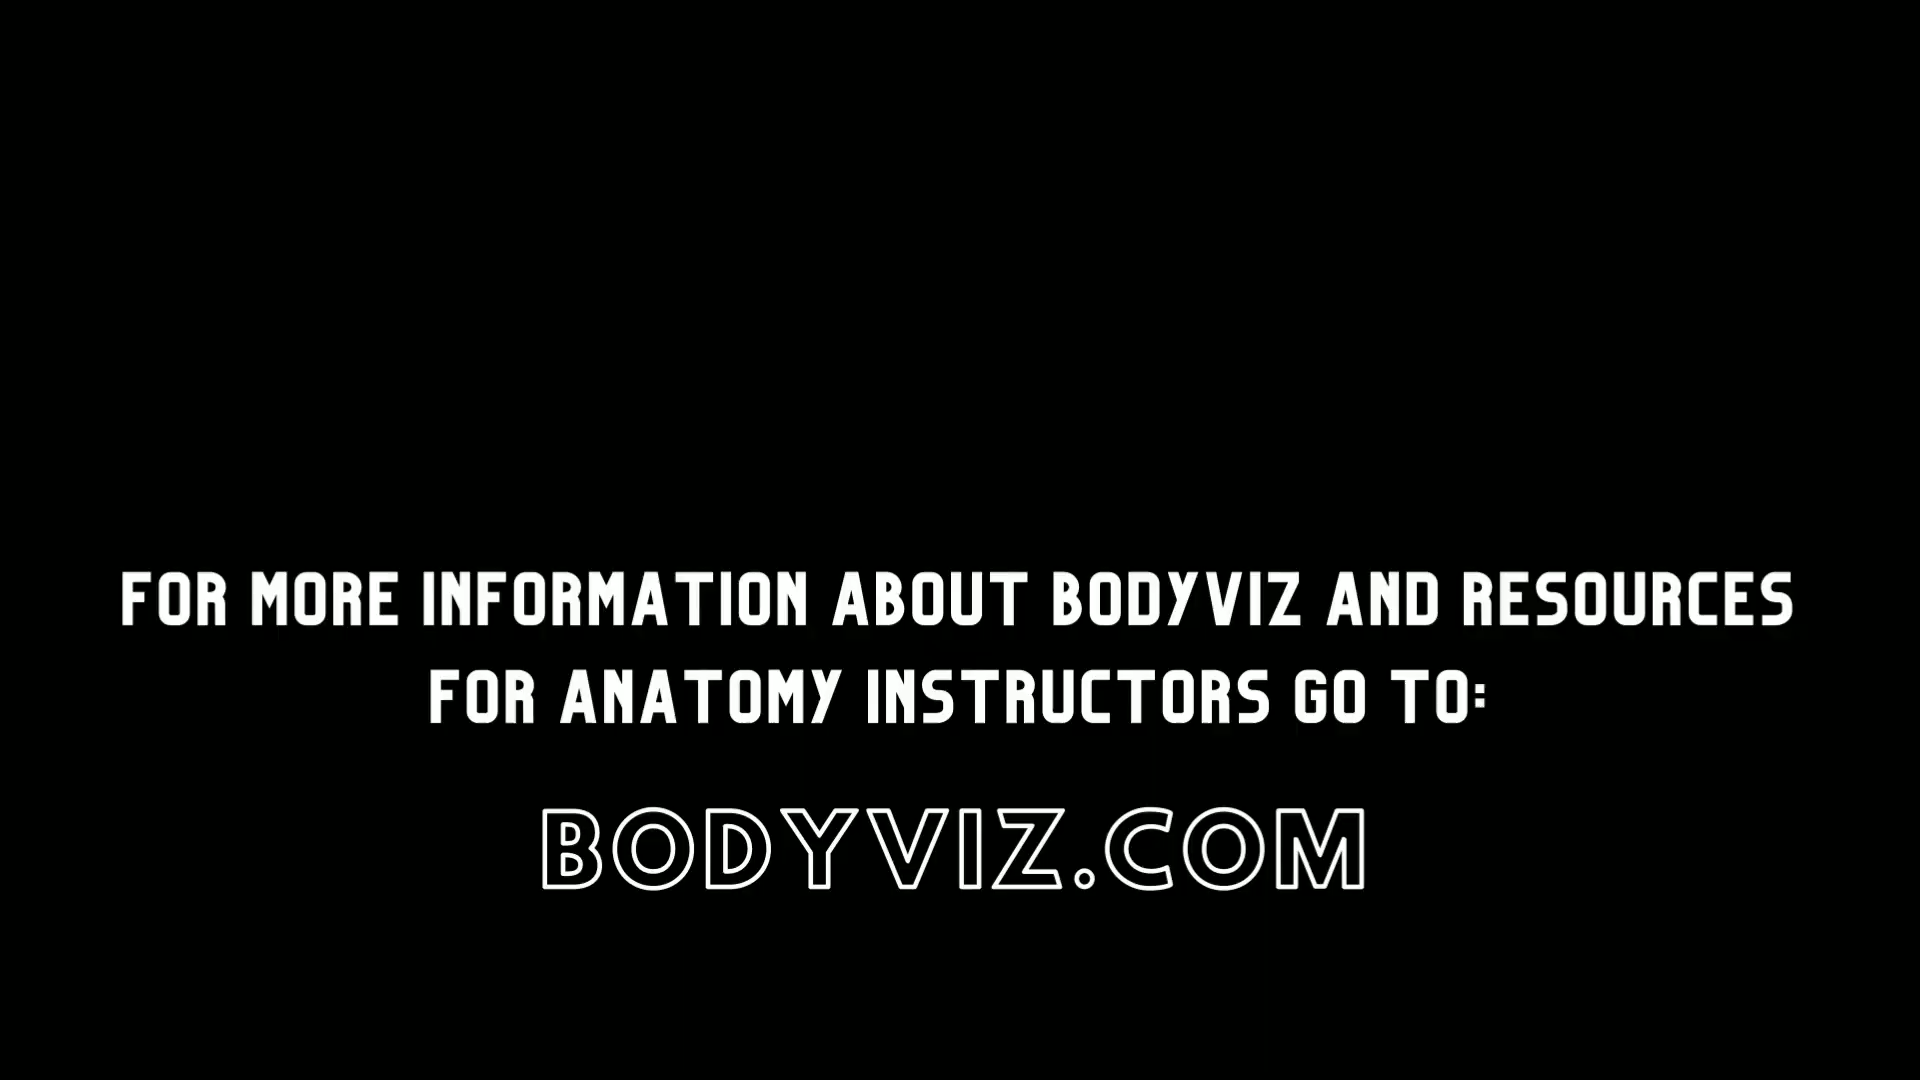 FOR MORE INFORMATION ABOUT BODYVIZ AND RESOURCES
FOR ANATOMY INSTRUCTORS GO TO:
BODYVIZ.COM